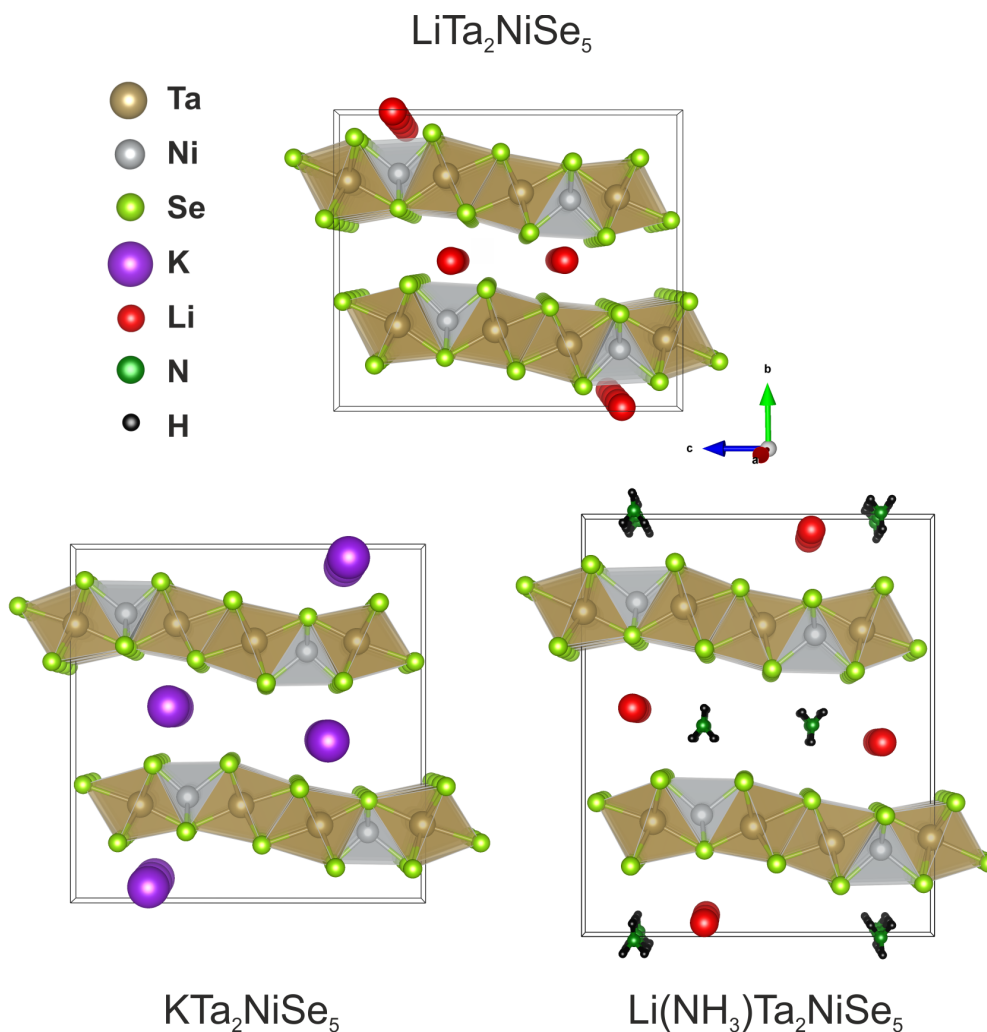 LiTa₂NiSe₅
Ta
Ni
Se
K
Li
N
H
b
c
a
KTa₂NiSe₅
Li(NH₃)Ta₂NiSe₅